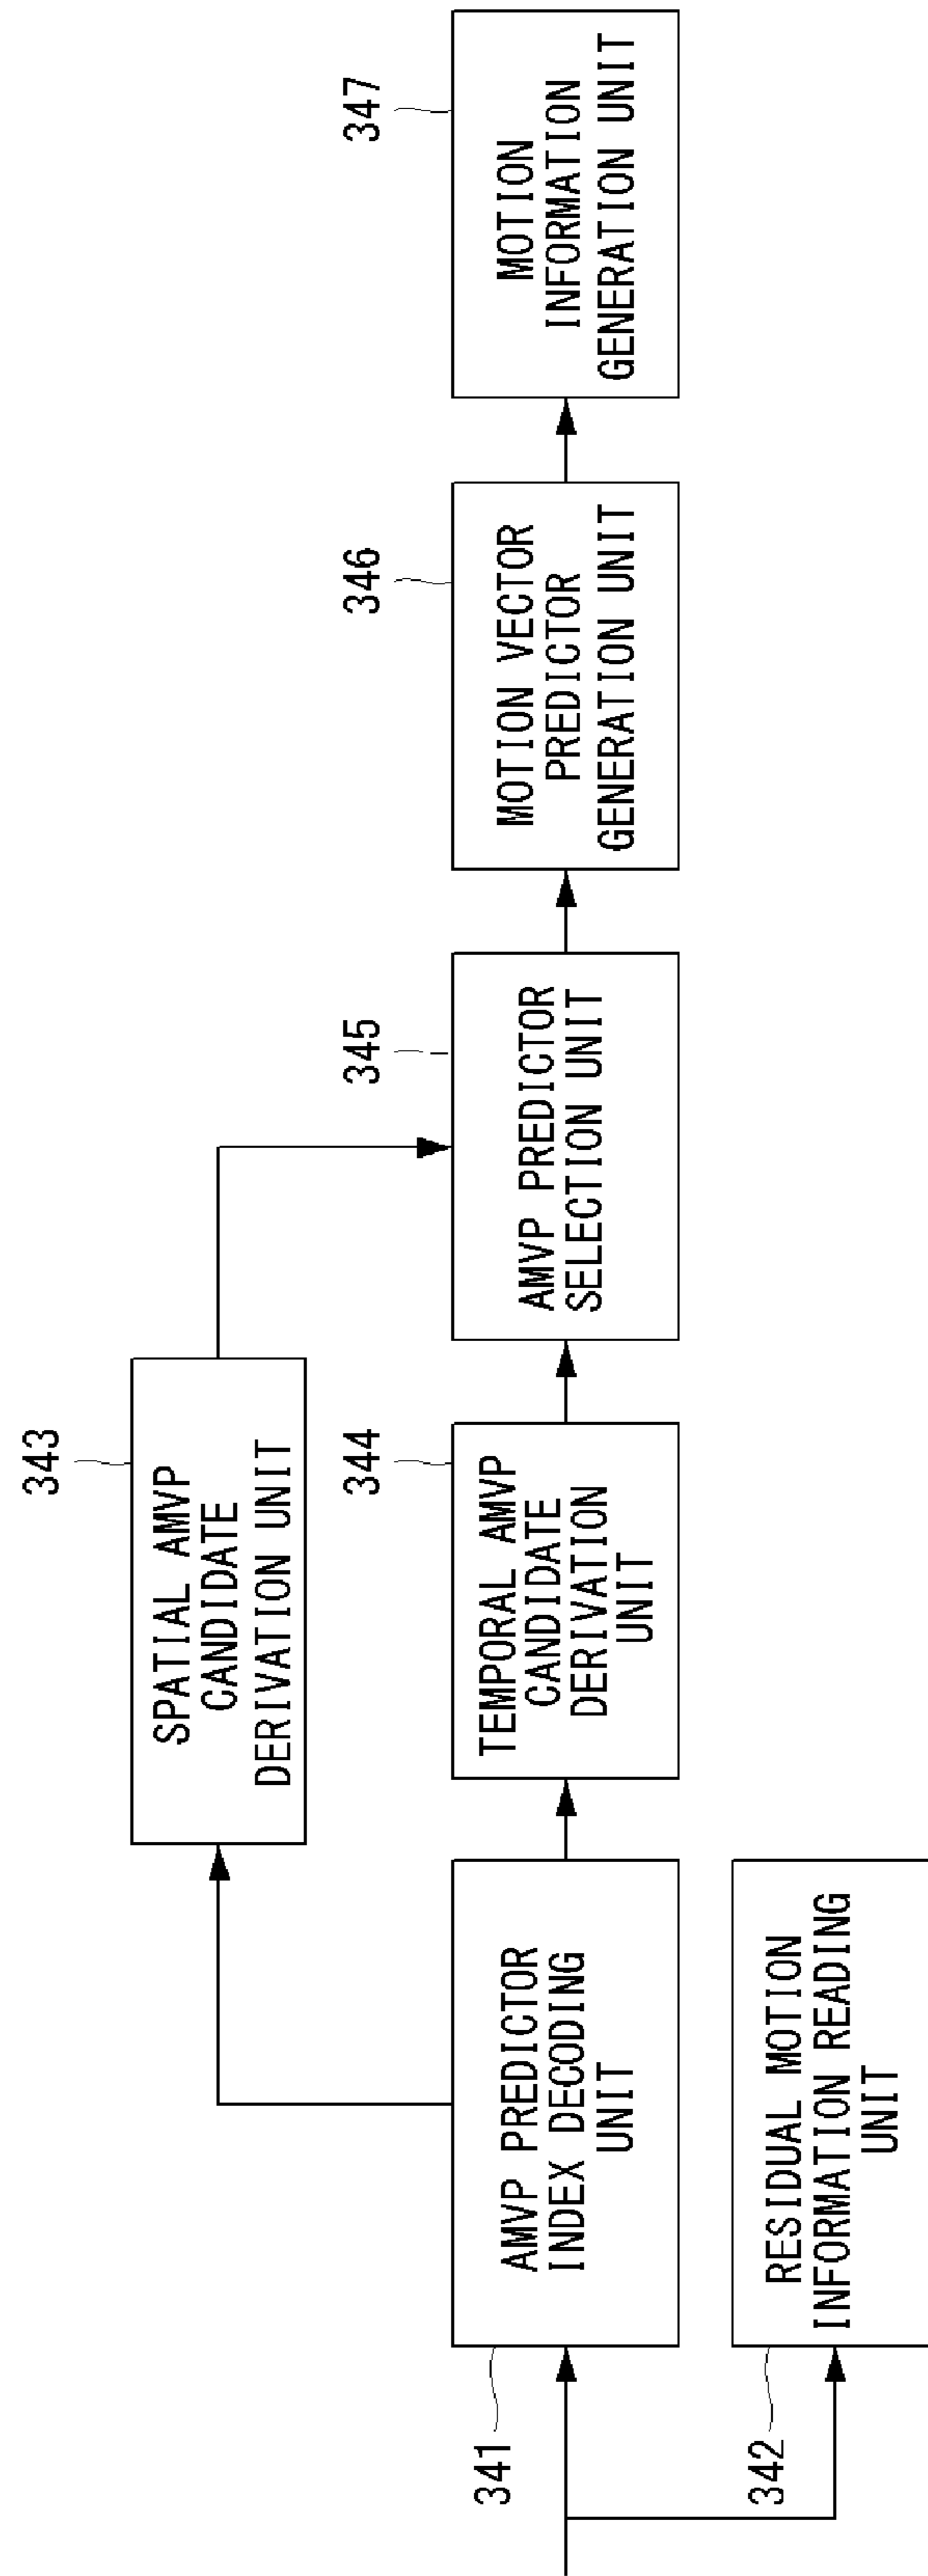 343
SPATIAL AMVP
CANDIDATE
DERIVATION UNIT
341
AMVP PREDICTOR
INDEX DECODING
UNIT
344
TEMPORAL AMVP
CANDIDATE
DERIVATION
UNIT
345
AMVP PREDICTOR
SELECTION UNIT
346
MOTION VECTOR
PREDICTOR
GENERATION UNIT
347
MOTION
INFORMATION
GENERATION UNIT
342
RESIDUAL MOTION
INFORMATION READING
UNIT